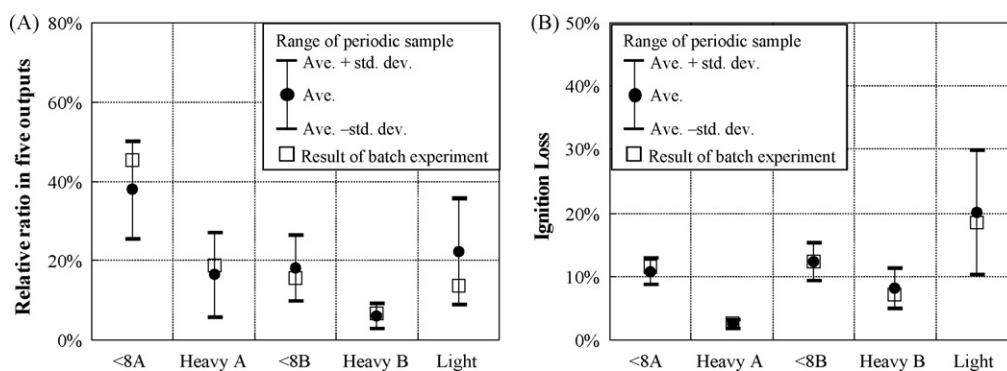 (A)
80%
60%
40%
20%
0%
Relative ratio in five outputs
Range of periodic sample
Ave. + std. dev.
Ave.
Ave. –std. dev.
Result of batch experiment
<8A Heavy A <8B Heavy B Light
(B)
50%
40%
30%
20%
10%
0%
Ignition Loss
Range of periodic sample
Ave. + std. dev.
Ave.
Ave. –std. dev.
Result of batch experiment
<8A Heavy A <8B Heavy B Light